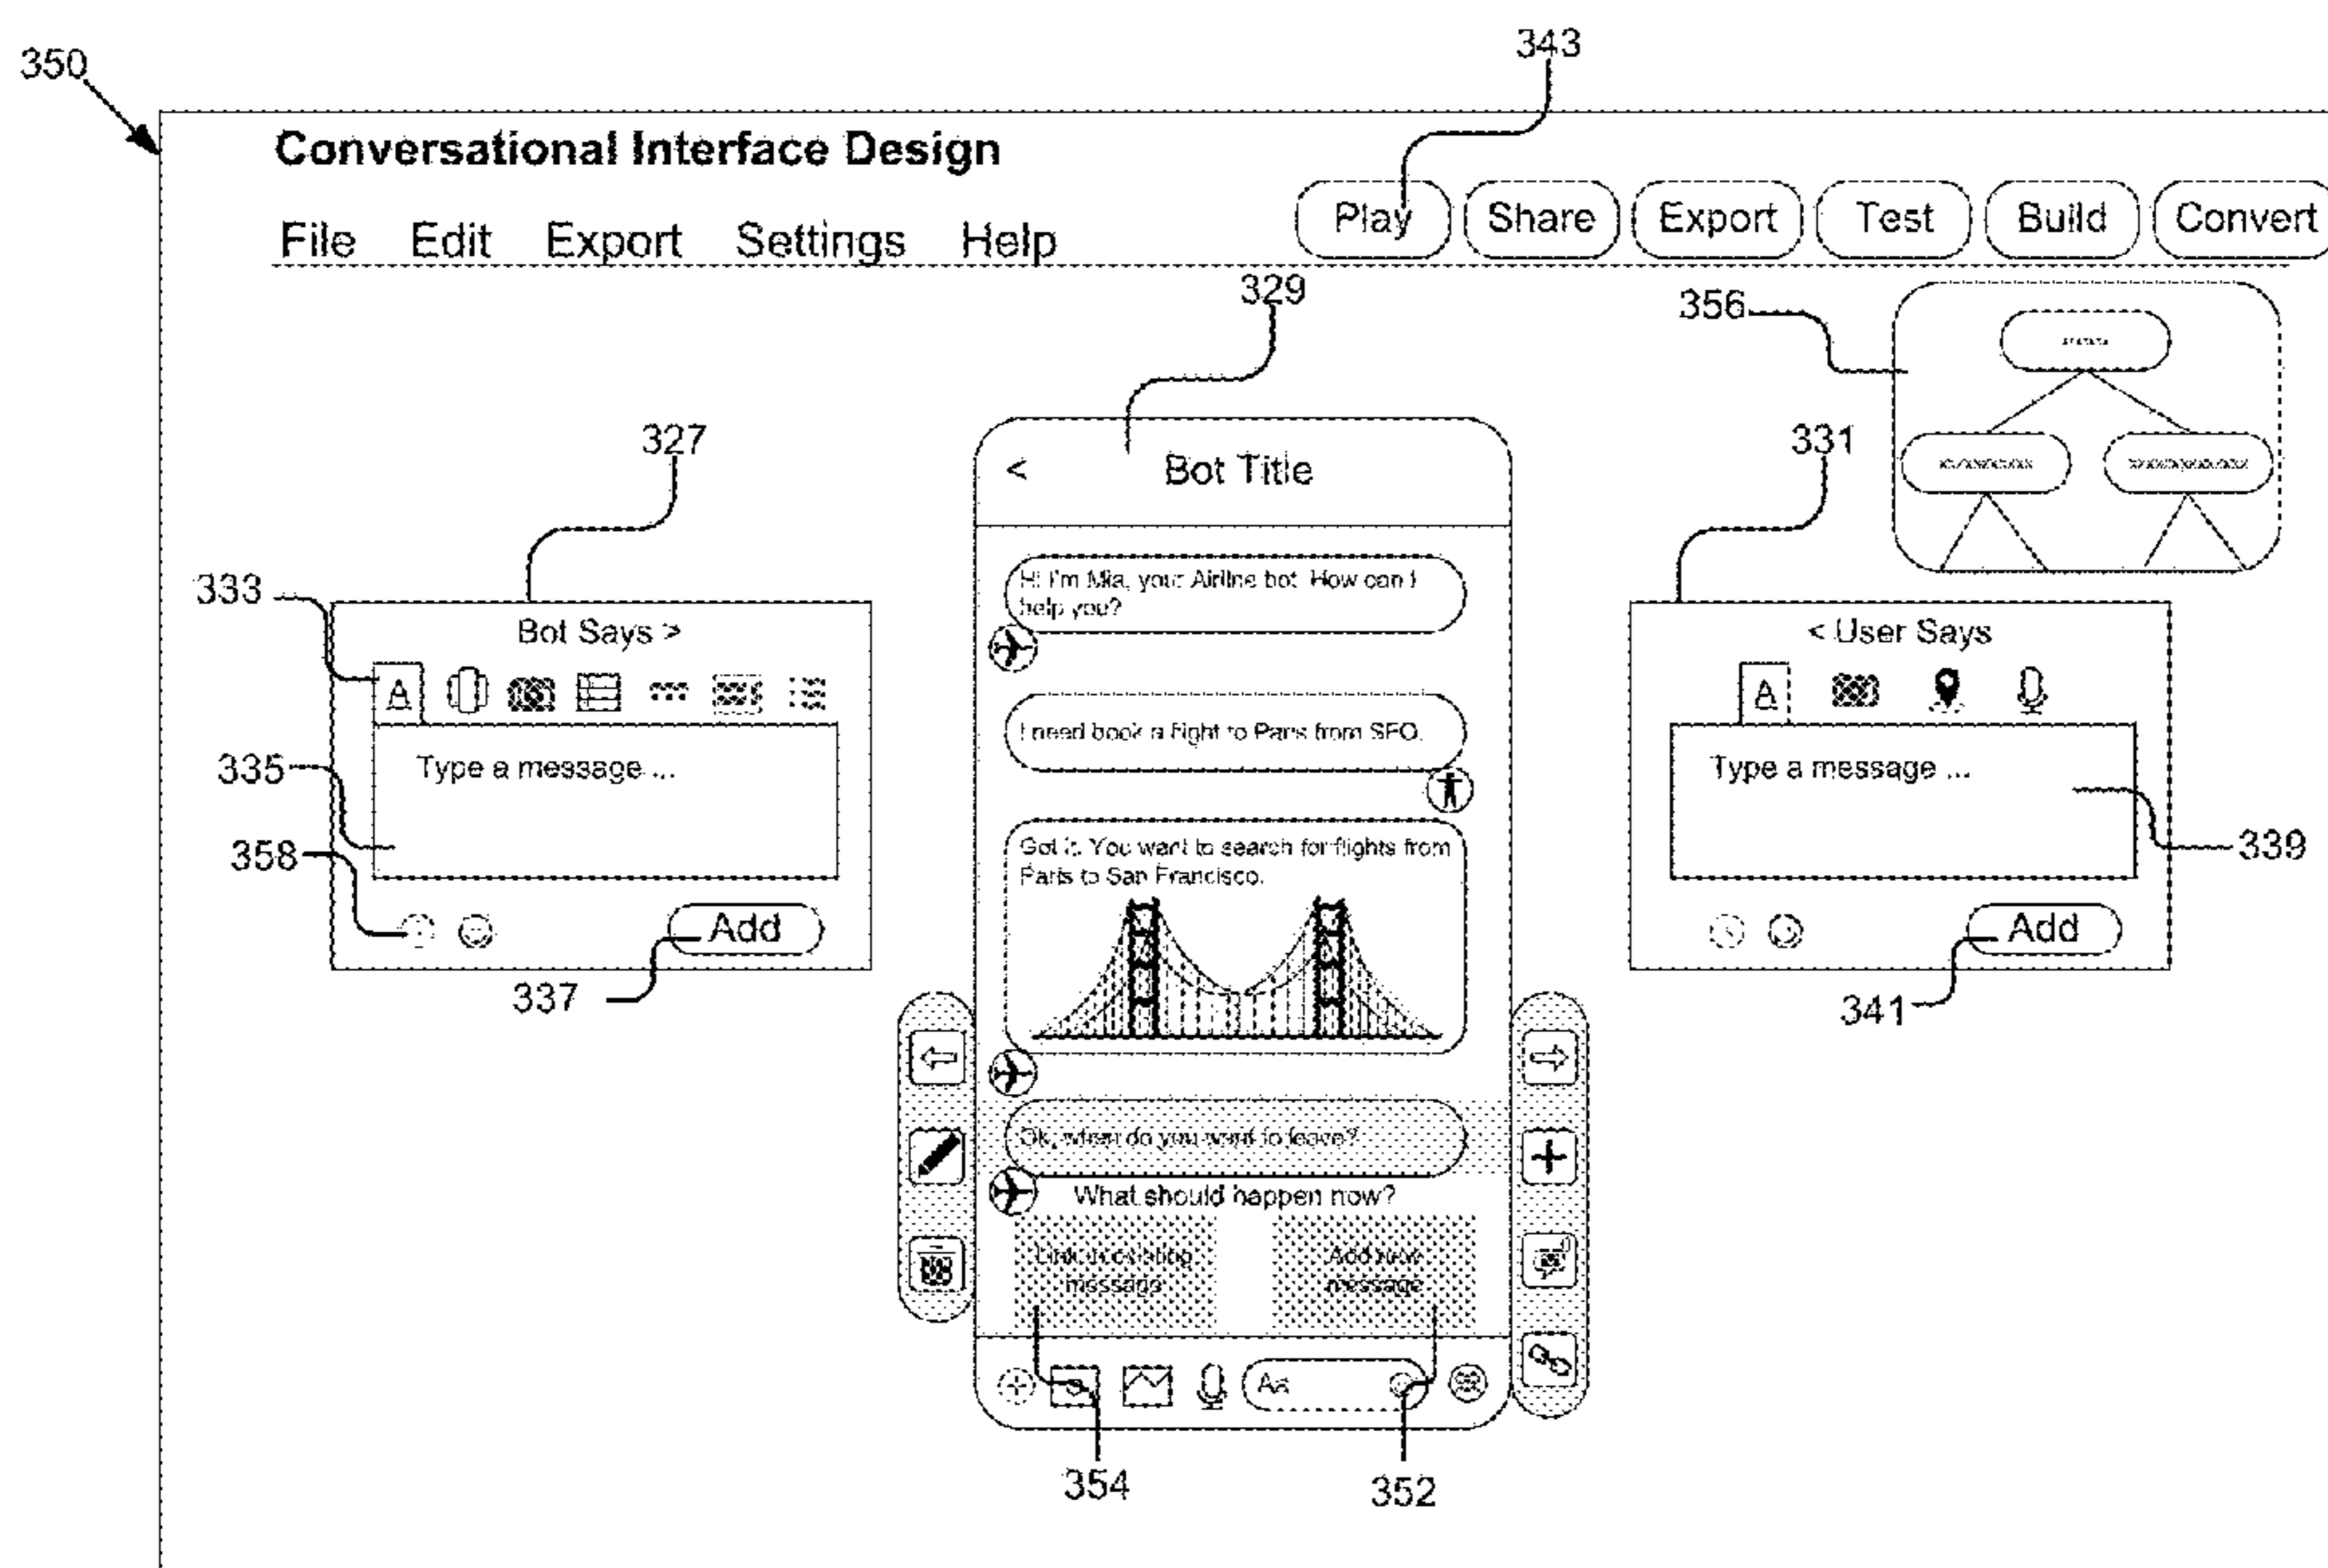 350
343
Conversational Interface Design
File Edit Export Settings Help
Play Share Export Test Build Convert
329
356
331
327
< Bot Title
333
Hi I'm Mia, your Airline bot. How can I
help you?
Bot Says >
A
< User Says
A
335
Type a message ...
I need book a flight to Paris from SFO.
Type a message ...
339
358
Got it. You want to search for flights from
Paris to San Francisco.
Add
337
Add
341
Ok, when do you want to leave?
What should happen now?
message
Add new
message
Aa
354
352